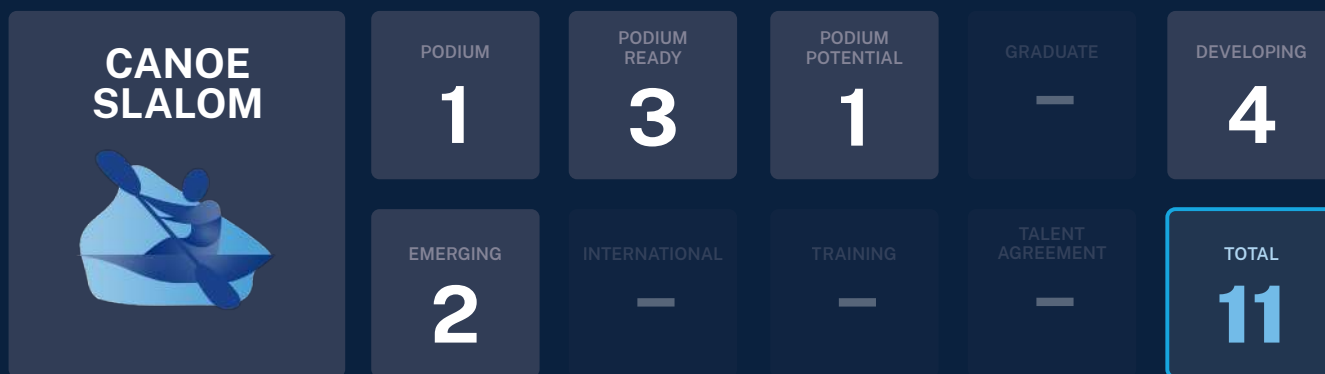 CANOE
SLALOM
PODIUM
1
PODIUM
READY
3
PODIUM
POTENTIAL
1
GRADUATE
–
DEVELOPING
4
EMERGING
2
INTERNATIONAL
–
TRAINING
–
TALENT
AGREEMENT
–
TOTAL
11